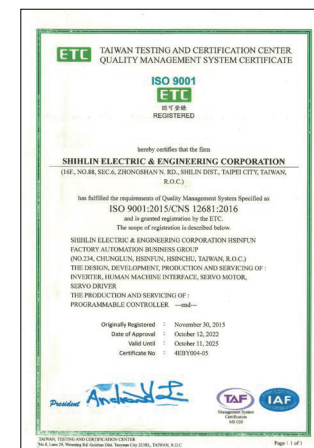 ETC
TAIWAN TESTING AND CERTIFICATION CENTER
QUALITY MANAGEMENT SYSTEM CERTIFICATE
ISO 9001
ETC
認可登錄
REGISTERED
hereby certifies that the firm
SHIHLIN ELECTRIC & ENGINEERING CORPORATION
(16F., NO.88, SEC.6, ZHONGSHAN N. RD., SHILIN DIST., TAIPEI CITY, TAIWAN,
R.O.C.)
has fulfilled the requirements of Quality Management System Specified as
ISO 9001:2015/CNS 12681:2016
and is granted registration by the ETC.
The scope of registration is described below.
SHIHLIN ELECTRIC & ENGINEERING CORPORATION HSINFUN
FACTORY AUTOMATION BUSINESS GROUP
(NO.234, CHUNGLUN, HSINFUN, HSINCHU, TAIWAN, R.O.C.)
THE DESIGN, DEVELOPMENT, PRODUCTION AND SERVICING OF :
INVERTER, HUMAN MACHINE INTERFACE, SERVO MOTOR,
SERVO DRIVER
THE PRODUCTION AND SERVICING OF :
PROGRAMMABLE CONTROLLER —end—
Originally Registered : November 30, 2015
Date of Approval : October 12, 2022
Valid Until : October 11, 2025
Certificate No : 4EBY004-05
President
TAF
IAF
Management System
Certification
TAIWAN TESTING AND CERTIFICATION CENTER
Page 1 of 1